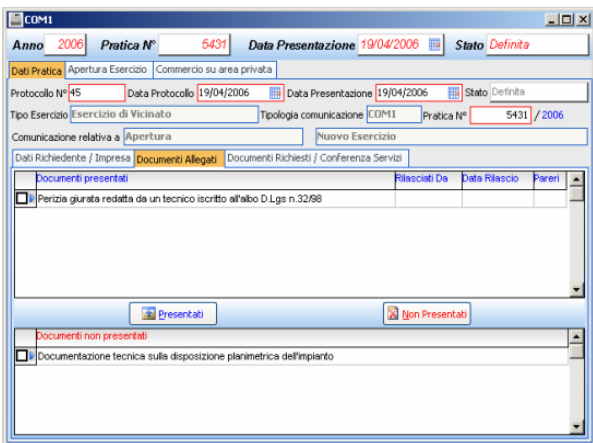 COM1
Anno 2006 Pratica N° 5431 Data Presentazione 19/04/2006 Stato Definita
Dati Pratica Apertura Esercizio Commercio su area privata
Protocollo N° 45 Data Protocollo 19/04/2006 Data Presentazione 19/04/2006 Stato Definita
Tipo Esercizio Esercizio di Vicinato Tipologia comunicazione COM1 Pratica N° 5431 / 2006
Comunicazione relativa a Apertura Nuovo Esercizio
Dati Richiedente / Impresa Documenti Allegati Documenti Richiesti / Conferenza Servizi
Documenti presentati Rilasciati Da Data Rilascio Pareri
Perizia giurata redatta da un tecnico iscritto all'albo D.Lgs n.32/98
Presentati Non Presentati
Documenti non presentati
Documentazione tecnica sulla disposizione planimetrica dell'impianto